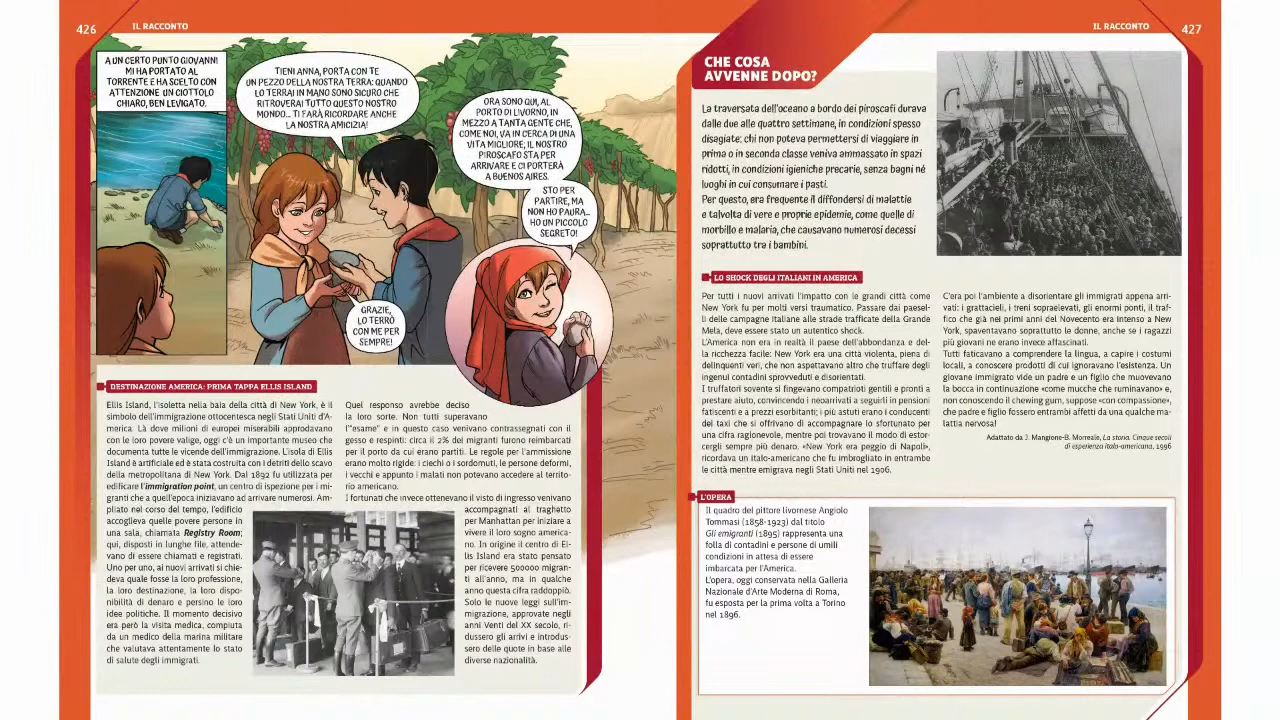 426
IL RACCONTO
A UN CERTO PUNTO GIOVANNI
MI HA PORTATO AL
TORRENTE E HA SCELTO CON
ATTENZIONE UN CIOTTOLO
CHIARO, BEN LEVIGATO.
TIENI ANNA, PORTA CON TE
UN PEZZO DELLA NOSTRA TERRA: QUANDO
LO TERRAI IN MANO SONO SICURO CHE
RITROVERAI TUTTO QUESTO NOSTRO
MONDO... TI FARÀ RICORDARE ANCHE
LA NOSTRA AMICIZIA!
ORA SONO QUI, AL
PORTO DI LIVORNO, IN
MEZZO A TANTA GENTE CHE,
COME NOI, VA IN CERCA DI UNA
VITA MIGLIORE; IL NOSTRO
PIROSCAFO STA PER
ARRIVARE E CI PORTERÀ
A BUENOS AIRES.
STO PER
PARTIRE, MA
NON HO PAURA...
HO UN PICCOLO
SEGRETO!
GRAZIE,
LO TERRÒ
CON ME PER
SEMPRE!
DESTINAZIONE AMERICA: PRIMA TAPPA ELLIS ISLAND
Ellis Island, l'isoletta nella baia della città di New York, è il
simbolo dell'immigrazione ottocentesca negli Stati Uniti d'A-
merica. Là dove milioni di europei miserabili approdavano
con le loro povere valige, oggi c'è un importante museo che
documenta tutte le vicende dell'immigrazione. L'isola di Ellis
Island è artificiale ed è stata costruita con i detriti dello scavo
della metropolitana di New York. Dal 1892 fu utilizzata per
edificare l'immigration point, un centro di ispezione per i mi-
granti che a quell'epoca iniziavano ad arrivare numerosi. Am-
pliato nel corso del tempo, l'edificio
accoglieva quelle povere persone in
una sala, chiamata Registry Room;
qui, disposti in lunghe file, attende-
vano di essere chiamati e registrati.
Uno per uno, ai nuovi arrivati si chie-
deva quale fosse la loro professione,
la loro destinazione, la loro dispo-
nibilità di denaro e persino le loro
idee politiche. Il momento decisivo
era però la visita medica, compiuta
da un medico della marina militare
che valutava attentamente lo stato
di salute degli immigrati.
Quel responso avrebbe deciso
la loro sorte. Non tutti superavano
l'"esame" e in questo caso venivano contrassegnati con il
gesso e respinti: circa il 2% dei migranti furono reimbarcati
per il porto da cui erano partiti. Le regole per l'ammissione
erano molto rigide: i ciechi o i sordomuti, le persone deformi,
i vecchi e appunto i malati non potevano accedere al territo-
rio americano.
I fortunati che invece ottenevano il visto di ingresso venivano
accompagnati al traghetto
per Manhattan per iniziare a
vivere il loro sogno america-
no. In origine il centro di El-
lis Island era stato pensato
per ricevere 500000 migran-
ti all'anno, ma in qualche
anno questa cifra raddoppiò.
Solo le nuove leggi sull'im-
migrazione, approvate negli
anni Venti del XX secolo, ri-
dussero gli arrivi e introdus-
sero delle quote in base alle
diverse nazionalità.
IL RACCONTO
427
CHE COSA
AVVENNE DOPO?
La traversata dell'oceano a bordo dei piroscafi durava
dalle due alle quattro settimane, in condizioni spesso
disagiate: chi non poteva permettersi di viaggiare in
prima o in seconda classe veniva ammassato in spazi
ridotti, in condizioni igieniche precarie, senza bagni né
luoghi in cui consumare i pasti.
Per questo, era frequente il diffondersi di malattie
e talvolta di vere e proprie epidemie, come quelle di
morbillo e malaria, che causavano numerosi decessi
soprattutto tra i bambini.
LO SHOCK DEGLI ITALIANI IN AMERICA
Per tutti i nuovi arrivati l'impatto con le grandi città come
New York fu per molti versi traumatico. Passare dai paesel-
li delle campagne italiane alle strade trafficate della Grande
Mela, deve essere stato un autentico shock.
L'America non era in realtà il paese dell'abbondanza e del-
la ricchezza facile: New York era una città violenta, piena di
delinquenti veri, che non aspettavano altro che truffare degli
ingenui contadini sprovveduti e disorientati.
I truffatori sovente si fingevano compatrioti gentili e pronti a
prestare aiuto, convincendo i neoarrivati a seguirli in pensioni
fatiscenti e a prezzi esorbitanti; i più astuti erano i conducenti
dei taxi che si offrivano di accompagnare lo sfortunato per
una cifra ragionevole, mentre poi trovavano il modo di estor-
cergli sempre più denaro. «New York era peggio di Napoli»,
ricordava un italo-americano che fu imbrogliato in entrambe
le città mentre emigrava negli Stati Uniti nel 1906.
C'era poi l'ambiente a disorientare gli immigrati appena arri-
vati: i grattacieli, i treni sopraelevati, gli enormi ponti, il traf-
fico che già nei primi anni del Novecento era intenso a New
York, spaventavano soprattutto le donne, anche se i ragazzi
più giovani ne erano invece affascinati.
Tutti faticavano a comprendere la lingua, a capire i costumi
locali, a conoscere prodotti di cui ignoravano l'esistenza. Un
giovane immigrato vide un padre e un figlio che muovevano
la bocca in continuazione «come mucche che ruminavano» e,
non conoscendo il chewing gum, suppose «con compassione»,
che padre e figlio fossero entrambi affetti da una qualche ma-
lattia nervosa!
Adattato da J. Mangione-B. Morreale, La storia. Cinque secoli
di esperienza italo-americana, 1996
L'OPERA
Il quadro del pittore livornese Angiolo
Tommasi (1858-1923) dal titolo
Gli emigranti (1895) rappresenta una
folla di contadini e persone di umili
condizioni in attesa di essere
imbarcata per l'America.
L'opera, oggi conservata nella Galleria
Nazionale d'Arte Moderna di Roma,
fu esposta per la prima volta a Torino
nel 1896.